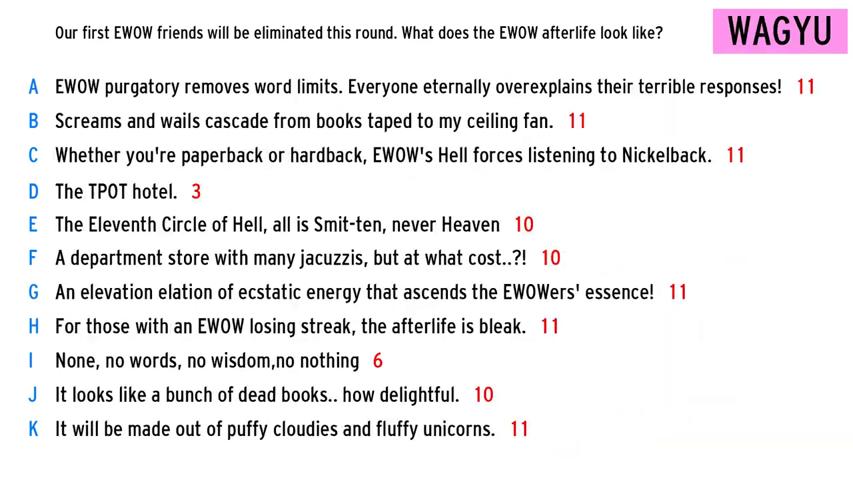 Our first EWOW friends will be eliminated this round. What does the EWOW afterlife look like?
WAGYU
A EWOW purgatory removes word limits. Everyone eternally overexplains their terrible responses! 11
B Screams and wails cascade from books taped to my ceiling fan. 11
C Whether you're paperback or hardback, EWOW's Hell forces listening to Nickelback. 11
D The TPOT hotel. 3
E The Eleventh Circle of Hell, all is Smit-ten, never Heaven 10
F A department store with many jacuzzis, but at what cost..?! 10
G An elevation elation of ecstatic energy that ascends the EWOWers' essence! 11
H For those with an EWOW losing streak, the afterlife is bleak. 11
I None, no words, no wisdom,no nothing 6
J It looks like a bunch of dead books.. how delightful. 10
K It will be made out of puffy cloudies and fluffy unicorns. 11